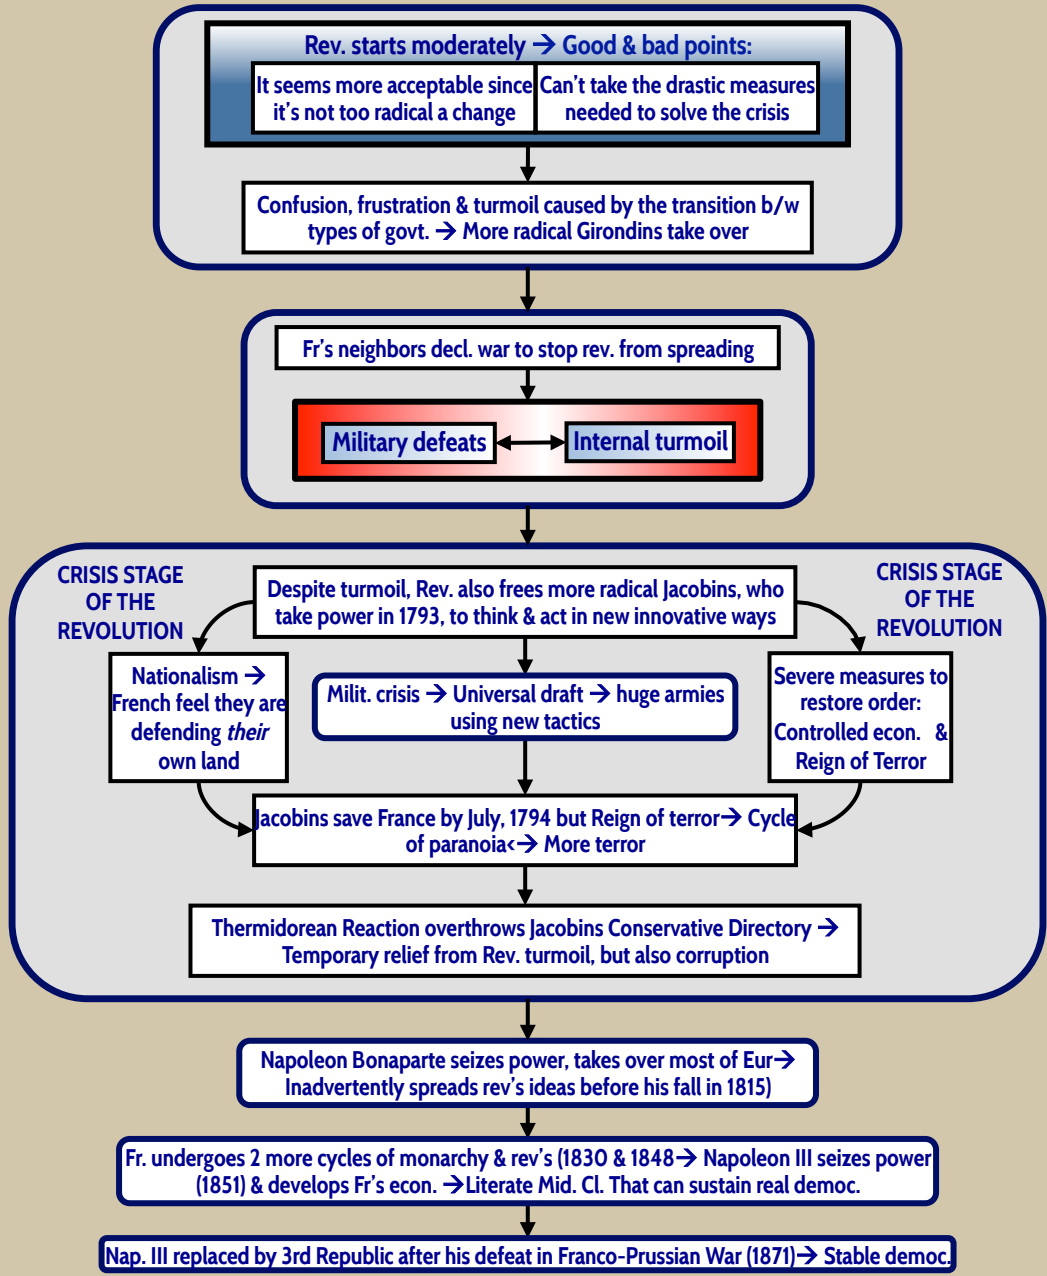 Rev. starts moderately → Good & bad points:
It seems more acceptable since
it's not too radical a change
Can't take the drastic measures
needed to solve the crisis
Confusion, frustration & turmoil caused by the transition b/w
types of govt. → More radical Girondins take over
Fr's neighbors decl. war to stop rev. from spreading
Military defeats
Internal turmoil
CRISIS STAGE
OF THE
REVOLUTION
Despite turmoil, Rev. also frees more radical Jacobins, who
take power in 1793, to think & act in new innovative ways
CRISIS STAGE
OF THE
REVOLUTION
Nationalism →
French feel they are
defending their
own land
Milit. crisis → Universal draft → huge armies
using new tactics
Severe measures to
restore order:
Controlled econ. &
Reign of Terror
Jacobins save France by July, 1794 but Reign of terror→ Cycle
of paranoia<→ More terror
Thermidorean Reaction overthrows Jacobins Conservative Directory →
Temporary relief from Rev. turmoil, but also corruption
Napoleon Bonaparte seizes power, takes over most of Eur→
Inadvertently spreads rev's ideas before his fall in 1815)
Fr. undergoes 2 more cycles of monarchy & rev's (1830 & 1848→ Napoleon III seizes power
(1851) & develops Fr's econ. →Literate Mid. Cl. That can sustain real democ.
Nap. III replaced by 3rd Republic after his defeat in Franco-Prussian War (1871)→ Stable democ.